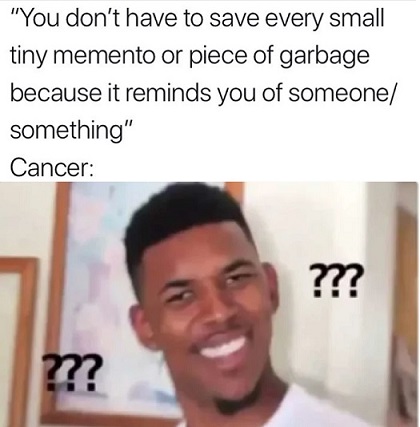 "You don't have to save every small
tiny memento or piece of garbage
because it reminds you of someone/
something"
Cancer:
???
???